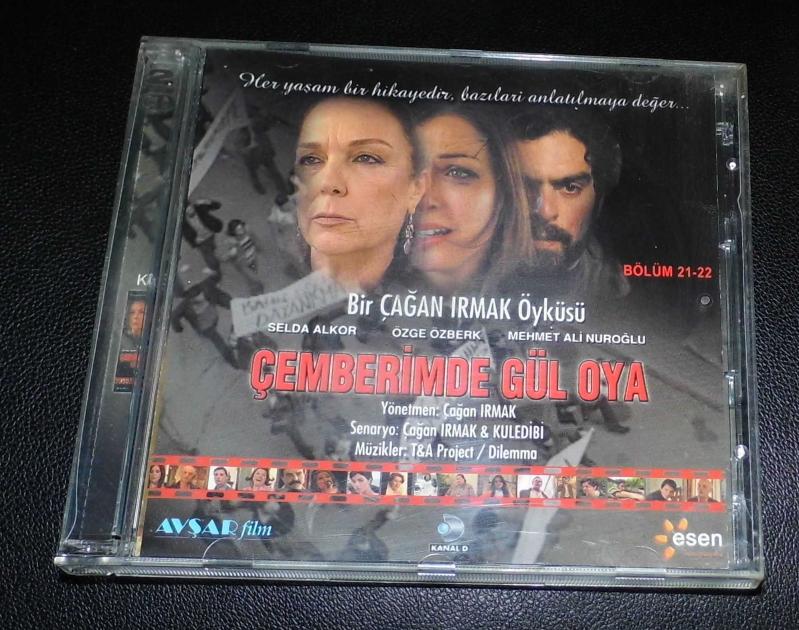 Her yaşam bir hikayedir, bazılari anlatılmaya değer...
BÖLÜM 21-22
Bir ÇAĞAN IRMAK Öyküsü
SELDA ALKOR ÖZGE ÖZBERK MEHMET ALİ NUROĞLU
ÇEMBERİMDE GÜL OYA
Yönetmen: Çağan IRMAK
Senaryo: Çağan IRMAK & KULEDİBİ
Müzikler: T&A Project / Dilemma
AVŞAR film
KANAL D
esen